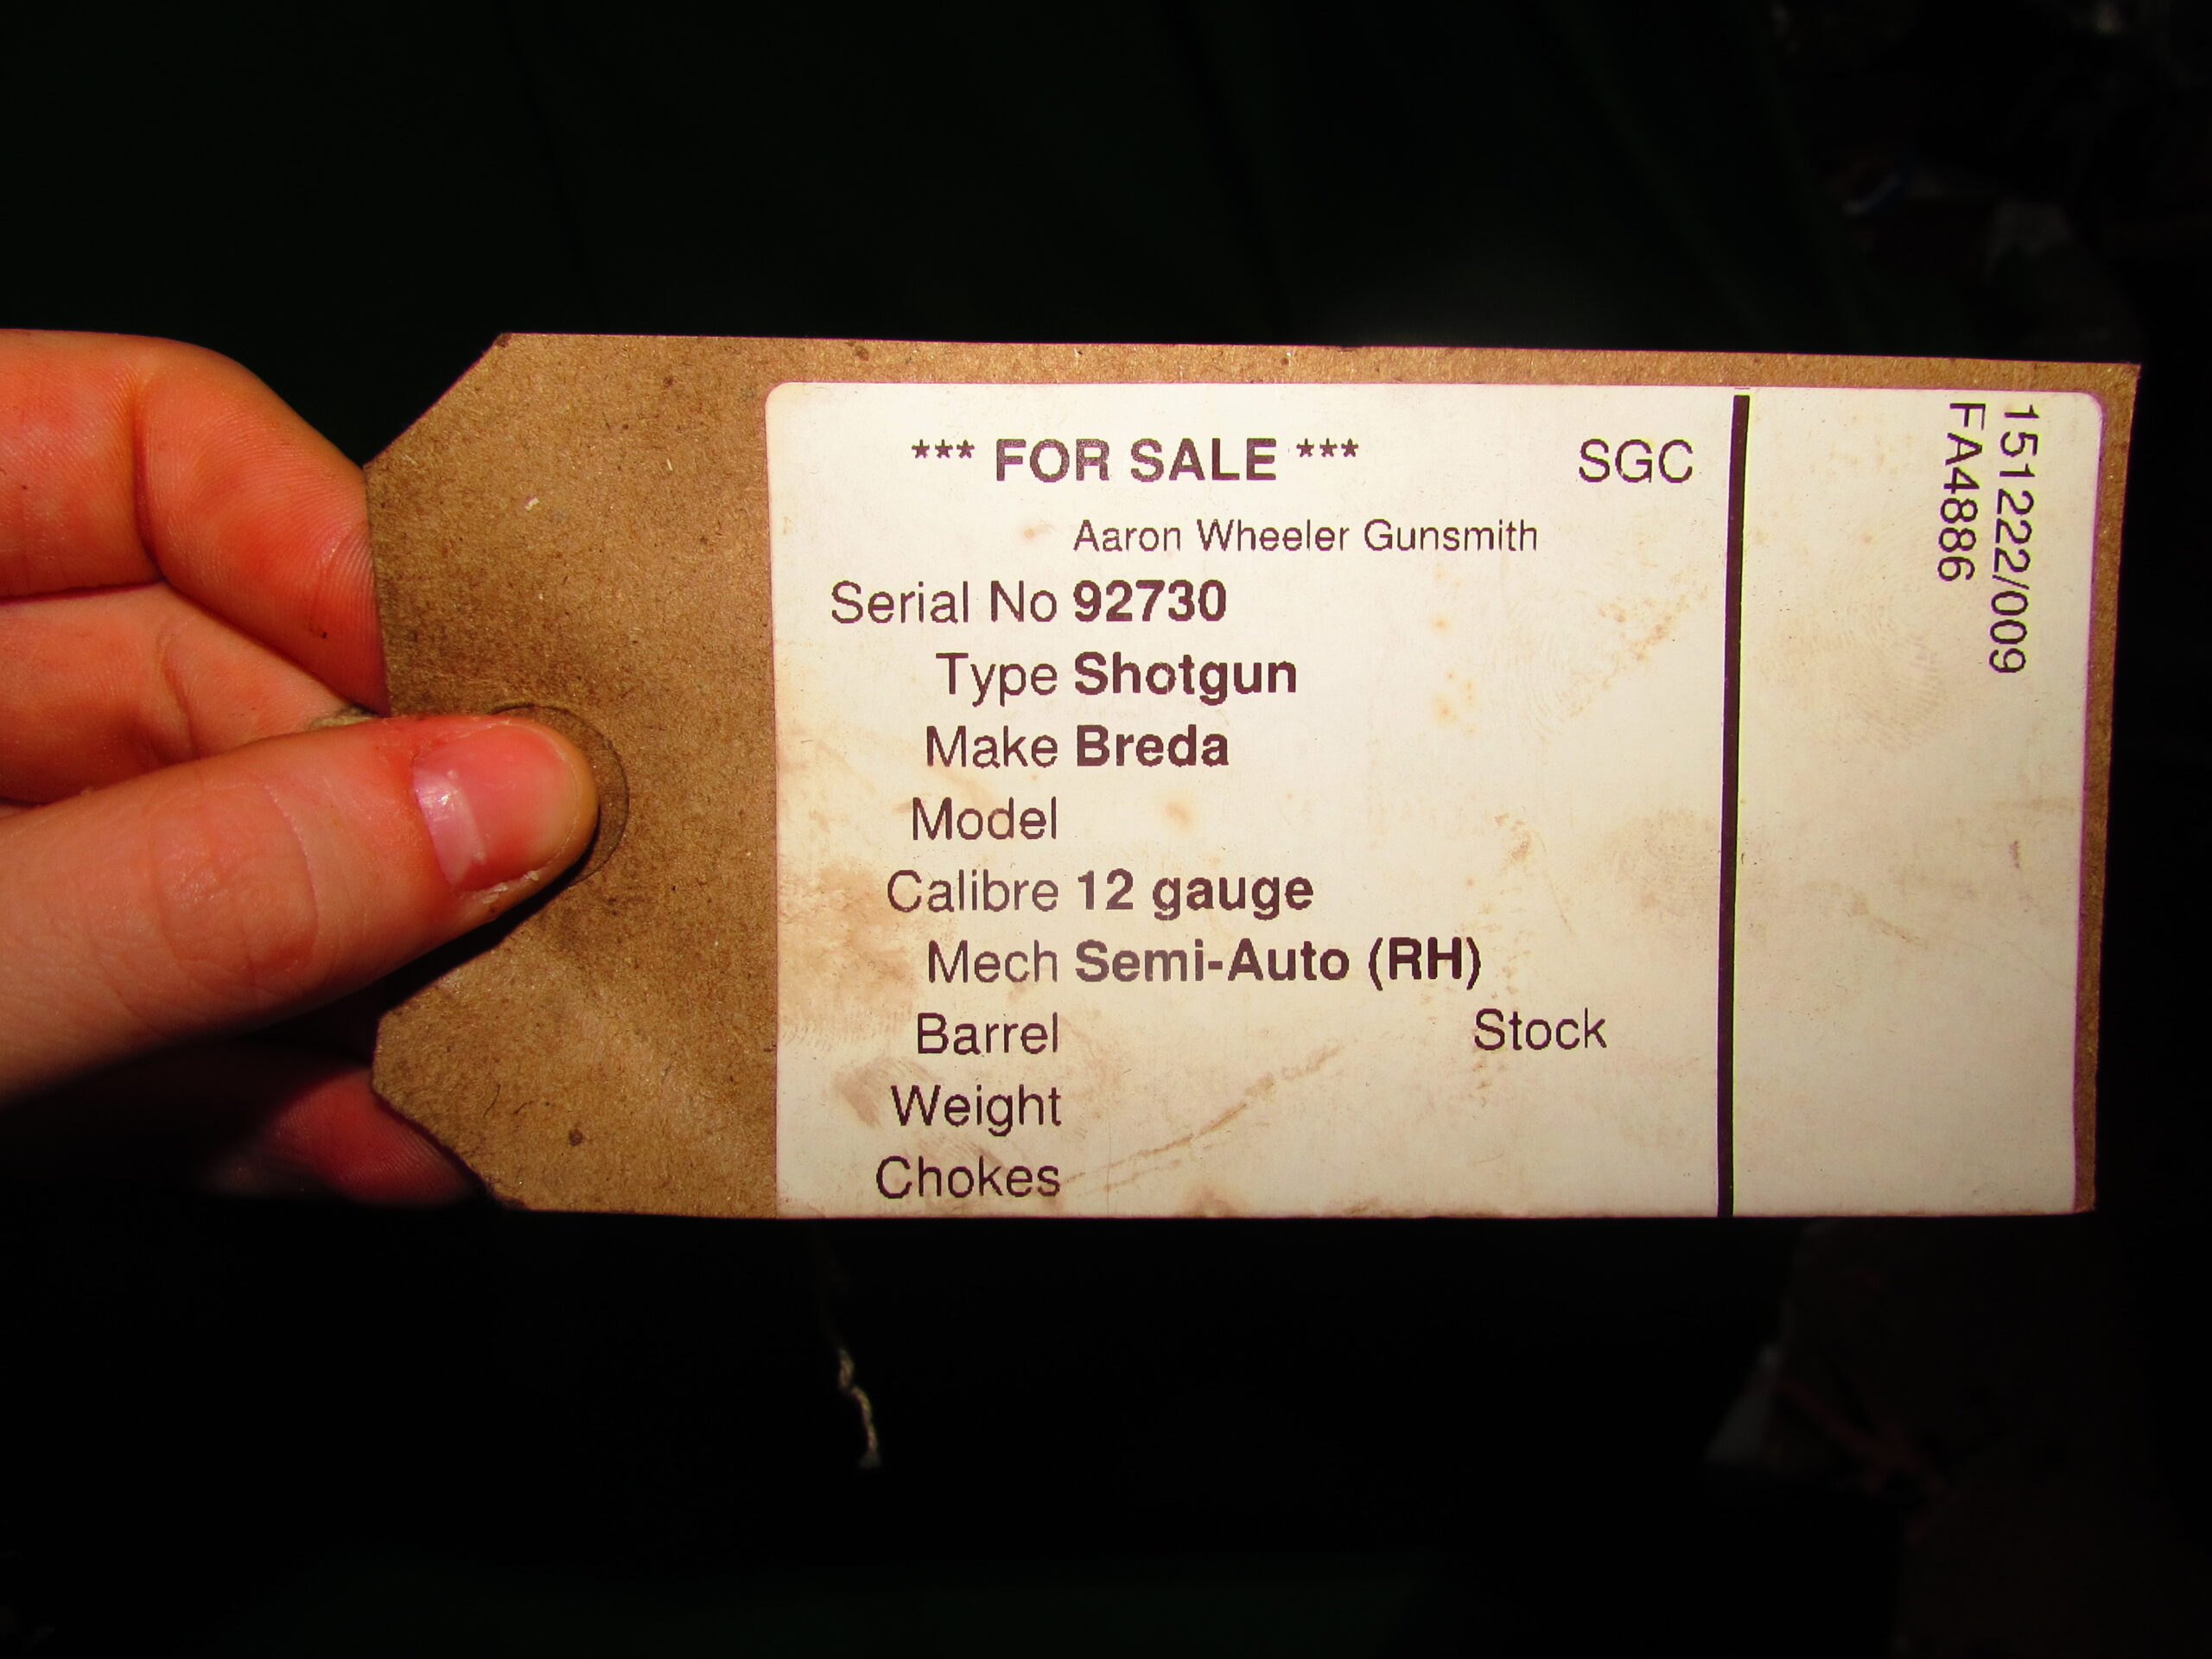 *** FOR SALE *** SGC
Aaron Wheeler Gunsmith
Serial No 92730
Type Shotgun
Make Breda
Model
Calibre 12 gauge
Mech Semi-Auto (RH)
Barrel Stock
Weight
Chokes
151222/009
FA4886